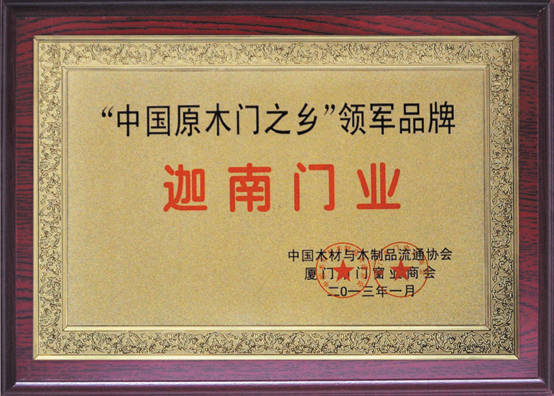 “中国原木门之乡”领军品牌
迦南门业
中国木材与木制品流通协会
厦门 门窗业商会
二〇一三年一月